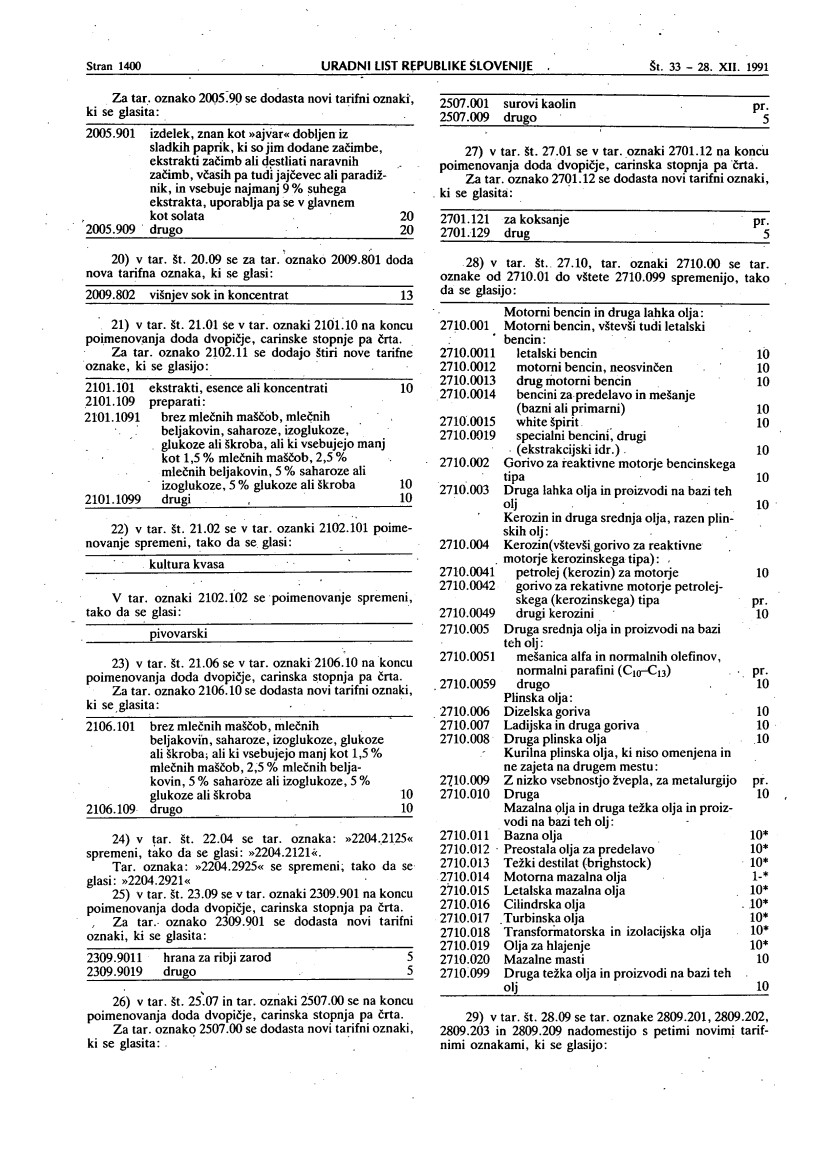 Stran 1400 URADNI LIST REPUBLIKE SLOVENIJE Št. 33 – 28. XII. 1991
Za tar. oznako 2005.90 se dodasta novi tarifni oznaki,
ki se glasita:
2005.901 izdelek, znan kot »ajvar« dobljen iz
sladkih paprik, ki so jim dodane začimbe,
ekstrakti začimb ali destliati naravnih
začimb, včasih pa tudi jajčevec ali paradiž-
nik, in vsebuje najmanj 9 % suhega
ekstrakta, uporablja pa se v glavnem
kot solata 20
2005.909 drugo 20
20) v tar. št. 20.09 se za tar. oznako 2009.801 doda
nova tarifna oznaka, ki se glasi:
2009.802 višnjev sok in koncentrat 13
21) v tar. št. 21.01 se v tar. oznaki 2101.10 na koncu
poimenovanja doda dvopičje, carinske stopnje pa črta.
Za tar. oznako 2102.11 se dodajo štiri nove tarifne
oznake, ki se glasijo:
2101.101 ekstrakti, esence ali koncentrati 10
2101.109 preparati:
2101.1091 brez mlečnih maščob, mlečnih
beljakovin, saharoze, izoglukoze,
glukoze ali škroba, ali ki vsebujejo manj
kot 1,5 % mlečnih maščob, 2,5 %
mlečnih beljakovin, 5 % saharoze ali
izoglukoze, 5 % glukoze ali škroba 10
2101.1099 drugi 10
22) v tar. št. 21.02 se v tar. ozanki 2102.101 poime-
novanje spremeni, tako da se glasi:
kultura kvasa
V tar. oznaki 2102.102 se poimenovanje spremeni,
tako da se glasi:
pivovarski
23) v tar. št. 21.06 se v tar. oznaki 2106.10 na koncu
poimenovanja doda dvopičje, carinska stopnja pa črta.
Za tar. oznako 2106.10 se dodasta novi tarifni oznaki,
ki se glasita:
2106.101 brez mlečnih maščob, mlečnih
beljakovin, saharoze, izoglukoze, glukoze
ali škroba; ali ki vsebujejo manj kot 1,5 %
mlečnih maščob, 2,5 % mlečnih belja-
kovin, 5 % saharoze ali izoglukoze, 5 %
glukoze ali škroba 10
2106.109 drugo 10
24) v tar. št. 22.04 se tar. oznaka: »2204.2125«
spremeni, tako da se glasi: »2204.2121«.
Tar. oznaka: »2204.2925« se spremeni, tako da se
glasi: »2204.2921«
25) v tar. št. 23.09 se v tar. oznaki 2309.901 na koncu
poimenovanja doda dvopičje, carinska stopnja pa črta.
Za tar. oznako 2309.901 se dodasta novi tarifni
oznaki, ki se glasita:
2309.9011 hrana za ribji zarod 5
2309.9019 drugo 5
26) v tar. št. 25.07 in tar. oznaki 2507.00 se na koncu
poimenovanja doda dvopičje, carinska stopnja pa črta.
Za tar. oznako 2507.00 se dodasta novi tarifni oznaki,
ki se glasita:
2507.001 surovi kaolin pr.
2507.009 drugo 5
27) v tar. št. 27.01 se v tar. oznaki 2701.12 na koncu
poimenovanja doda dvopičje, carinska stopnja pa črta.
Za tar. oznako 2701.12 se dodasta novi tarifni oznaki,
ki se glasita:
2701.121 za koksanje pr.
2701.129 drug 5
28) v tar. št. 27.10, tar. oznaki 2710.00 se tar.
oznake od 2710.01 do vštete 2710.099 spremenijo, tako
da se glasijo:
Motorni bencin in druga lahka olja:
2710.001 Motorni bencin, vštevši tudi letalski
bencin:
2710.0011 letalski bencin 10
2710.0012 motorni bencin, neosvinčen 10
2710.0013 drug motorni bencin 10
2710.0014 bencini za predelavo in mešanje
(bazni ali primarni) 10
2710.0015 white špirit 10
2710.0019 specialni bencini, drugi
(ekstrakcijski idr.) 10
2710.002 Gorivo za reaktivne motorje bencinskega
tipa 10
2710.003 Druga lahka olja in proizvodi na bazi teh
olj 10
Kerozin in druga srednja olja, razen plin-
skih olj:
2710.004 Kerozin(vštevši gorivo za reaktivne
motorje kerozinskega tipa):
2710.0041 petrolej (kerozin) za motorje 10
2710.0042 gorivo za rekativne motorje petrolej-
skega (kerozinskega) tipa pr.
2710.0049 drugi kerozini 10
2710.005 Druga srednja olja in proizvodi na bazi
teh olj:
2710.0051 mešanica alfa in normalnih olefinov,
normalni parafini (C10–C13) pr.
2710.0059 drugo 10
Plinska olja:
2710.006 Dizelska goriva 10
2710.007 Ladijska in druga goriva 10
2710.008 Druga plinska olja 10
Kurilna plinska olja, ki niso omenjena in
ne zajeta na drugem mestu:
2710.009 Z nizko vsebnostjo žvepla, za metalurgijo pr.
2710.010 Druga 10
Mazalna olja in druga težka olja in proiz-
vodi na bazi teh olj:
2710.011 Bazna olja 10*
2710.012 Preostala olja za predelavo 10*
2710.013 Težki destilat (brighstock) 10*
2710.014 Motorna mazalna olja 1-*
2710.015 Letalska mazalna olja 10*
2710.016 Cilindrska olja 10*
2710.017 Turbinska olja 10*
2710.018 Transformatorska in izolacijska olja 10*
2710.019 Olja za hlajenje 10*
2710.020 Mazalne masti 10
2710.099 Druga težka olja in proizvodi na bazi teh
olj 10
29) v tar. št. 28.09 se tar. oznake 2809.201, 2809.202,
2809.203 in 2809.209 nadomestijo s petimi novimi tarif-
nimi oznakami, ki se glasijo: